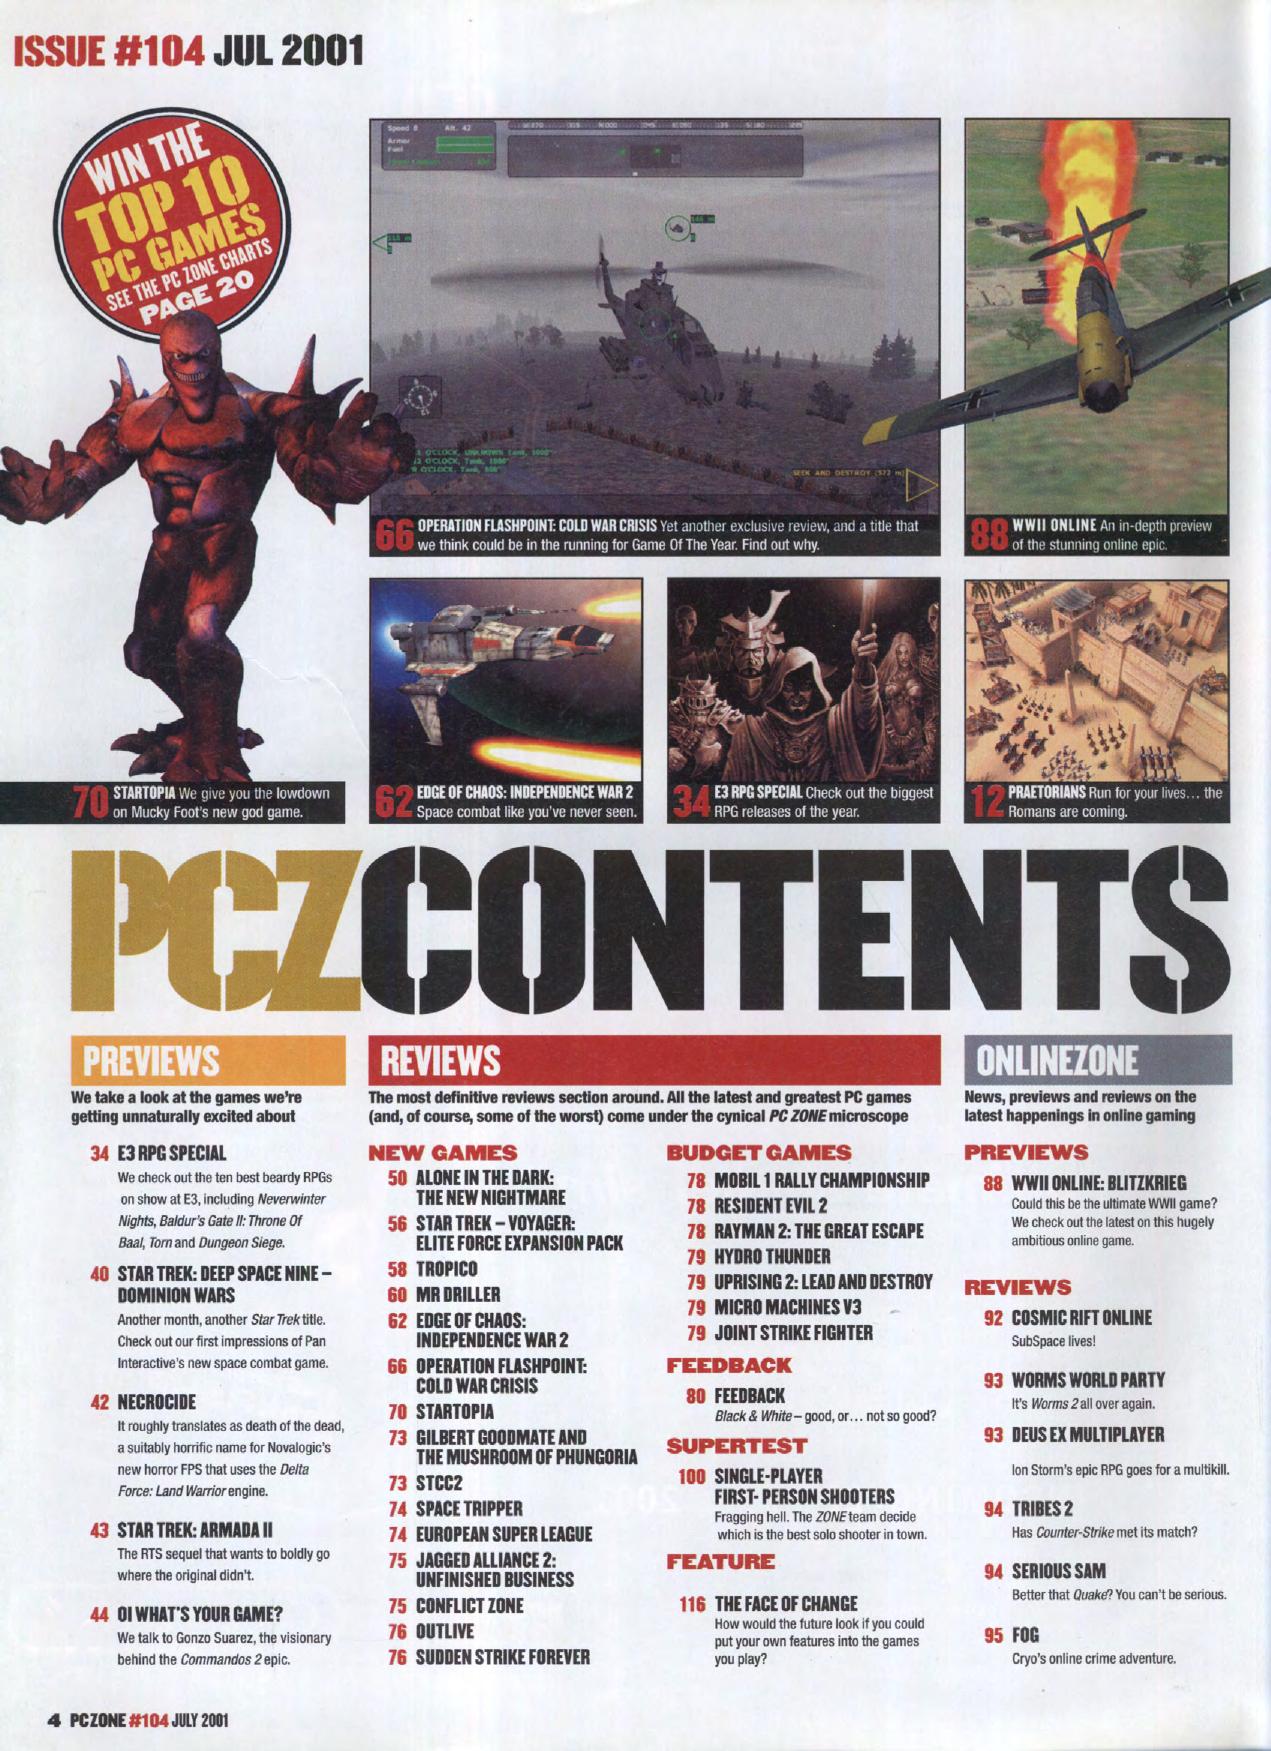 ISSUE #104 JUL 2001
WIN THE
TOP 10
PC GAMES
SEE THE PC ZONE CHARTS
PAGE 20
Speed 0 Alt. 42
Armor
Fuel
SEEK AND DESTROY (572 m)
66 OPERATION FLASHPOINT: COLD WAR CRISIS Yet another exclusive review, and a title that
we think could be in the running for Game Of The Year. Find out why.
88 WWII ONLINE An in-depth preview
of the stunning online epic.
70 STARTOPIA We give you the lowdown
on Mucky Foot's new god game.
62 EDGE OF CHAOS: INDEPENDENCE WAR 2
Space combat like you've never seen.
34 E3 RPG SPECIAL Check out the biggest
RPG releases of the year.
12 PRAETORIANS Run for your lives... the
Romans are coming.
PCZCONTENTS
PREVIEWS
We take a look at the games we're
getting unnaturally excited about
34 E3 RPG SPECIAL
We check out the ten best beardy RPGs
on show at E3, including Neverwinter
Nights, Baldur's Gate II: Throne Of
Baal, Torn and Dungeon Siege.
40 STAR TREK: DEEP SPACE NINE –
DOMINION WARS
Another month, another Star Trek title.
Check out our first impressions of Pan
Interactive's new space combat game.
42 NECROCIDE
It roughly translates as death of the dead,
a suitably horrific name for Novalogic's
new horror FPS that uses the Delta
Force: Land Warrior engine.
43 STAR TREK: ARMADA II
The RTS sequel that wants to boldly go
where the original didn't.
44 OI WHAT'S YOUR GAME?
We talk to Gonzo Suarez, the visionary
behind the Commandos 2 epic.
REVIEWS
The most definitive reviews section around. All the latest and greatest PC games
(and, of course, some of the worst) come under the cynical PC ZONE microscope
NEW GAMES
50 ALONE IN THE DARK:
THE NEW NIGHTMARE
56 STAR TREK – VOYAGER:
ELITE FORCE EXPANSION PACK
58 TROPICO
60 MR DRILLER
62 EDGE OF CHAOS:
INDEPENDENCE WAR 2
66 OPERATION FLASHPOINT:
COLD WAR CRISIS
70 STARTOPIA
73 GILBERT GOODMATE AND
THE MUSHROOM OF PHUNGORIA
73 STCC2
74 SPACE TRIPPER
74 EUROPEAN SUPER LEAGUE
75 JAGGED ALLIANCE 2:
UNFINISHED BUSINESS
75 CONFLICT ZONE
76 OUTLIVE
76 SUDDEN STRIKE FOREVER
BUDGET GAMES
78 MOBIL 1 RALLY CHAMPIONSHIP
78 RESIDENT EVIL 2
78 RAYMAN 2: THE GREAT ESCAPE
79 HYDRO THUNDER
79 UPRISING 2: LEAD AND DESTROY
79 MICRO MACHINES V3
79 JOINT STRIKE FIGHTER
FEEDBACK
80 FEEDBACK
Black & White – good, or... not so good?
SUPERTEST
100 SINGLE-PLAYER
FIRST- PERSON SHOOTERS
Fragging hell. The ZONE team decide
which is the best solo shooter in town.
FEATURE
116 THE FACE OF CHANGE
How would the future look if you could
put your own features into the games
you play?
ONLINEZONE
News, previews and reviews on the
latest happenings in online gaming
PREVIEWS
88 WWII ONLINE: BLITZKRIEG
Could this be the ultimate WWII game?
We check out the latest on this hugely
ambitious online game.
REVIEWS
92 COSMIC RIFT ONLINE
SubSpace lives!
93 WORMS WORLD PARTY
It's Worms 2 all over again.
93 DEUS EX MULTIPLAYER
Ion Storm's epic RPG goes for a multikill.
94 TRIBES 2
Has Counter-Strike met its match?
94 SERIOUS SAM
Better that Quake? You can't be serious.
95 FOG
Cryo's online crime adventure.
4 PCZONE #104 JULY 2001